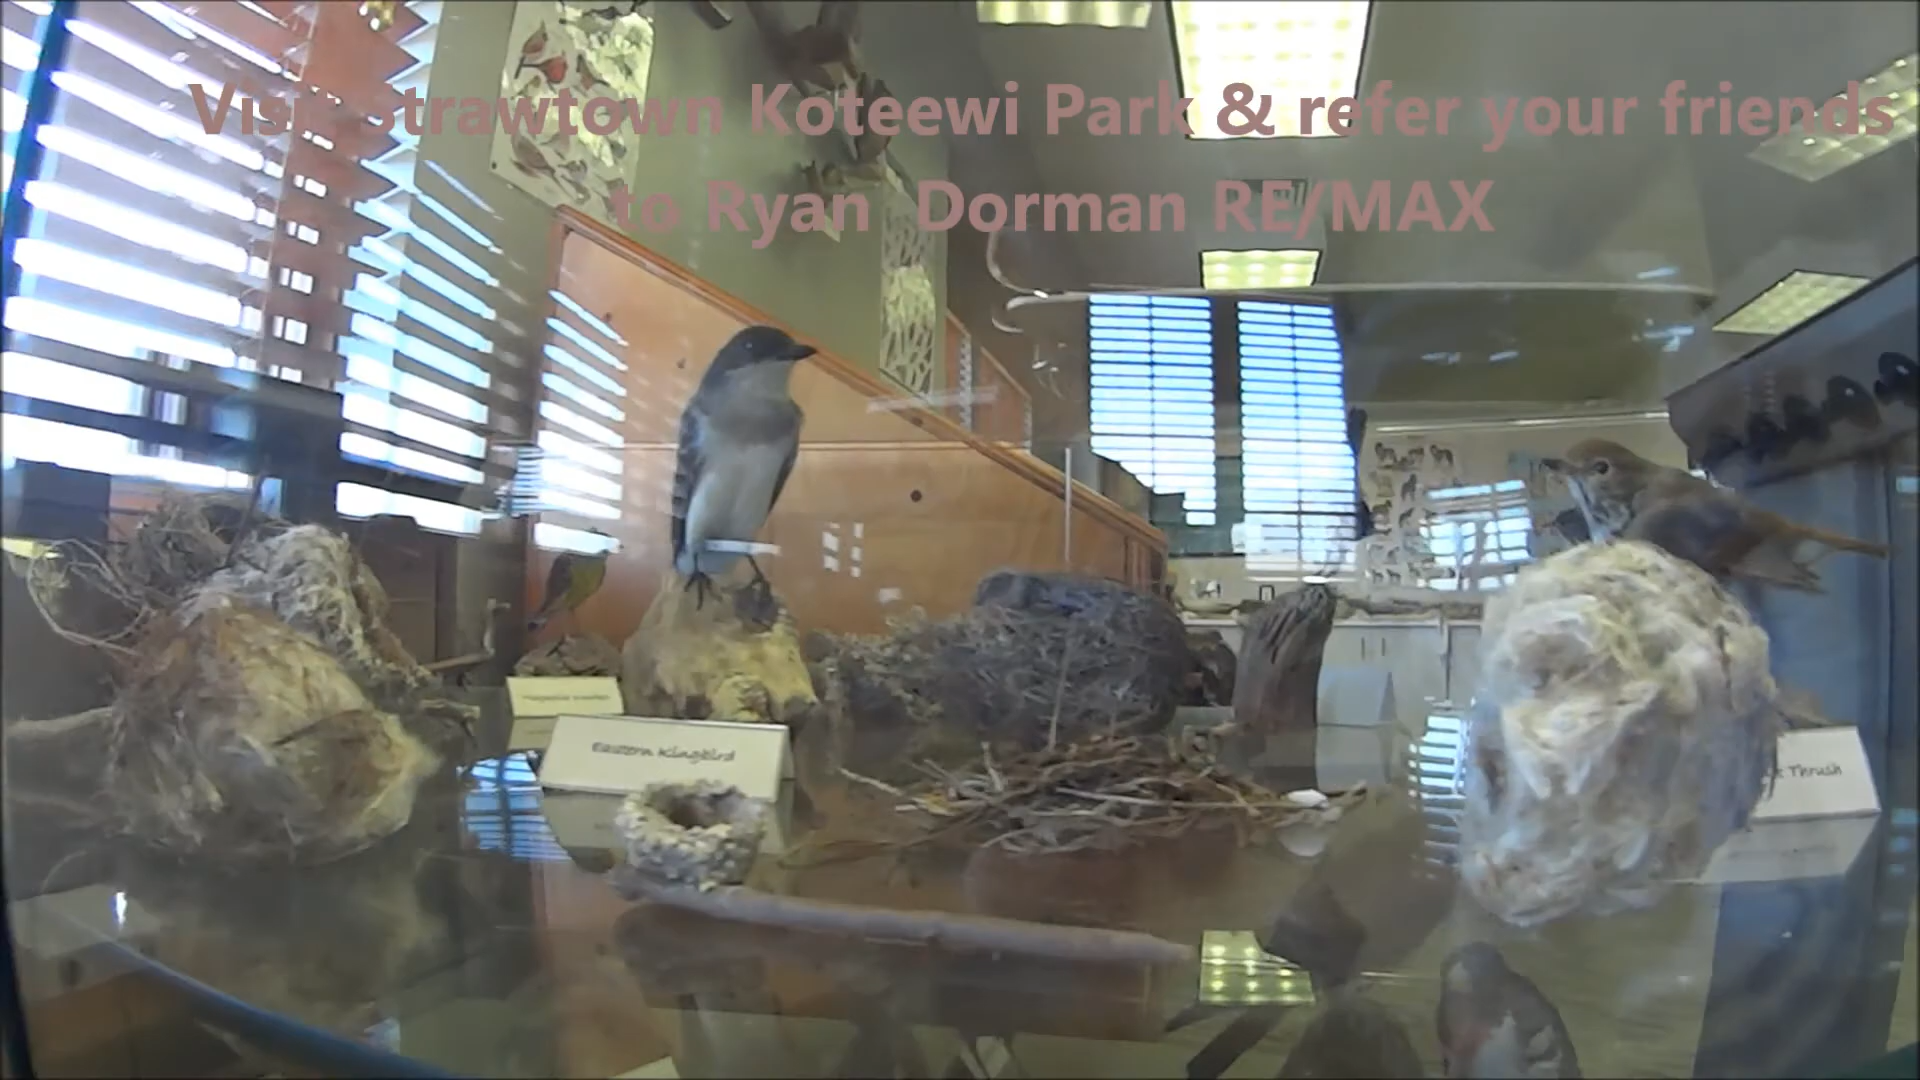 Visit Strawtown Koteewi Park & refer your friends
to Ryan Dorman RE/MAX
Eastern Kingbird
Thrush